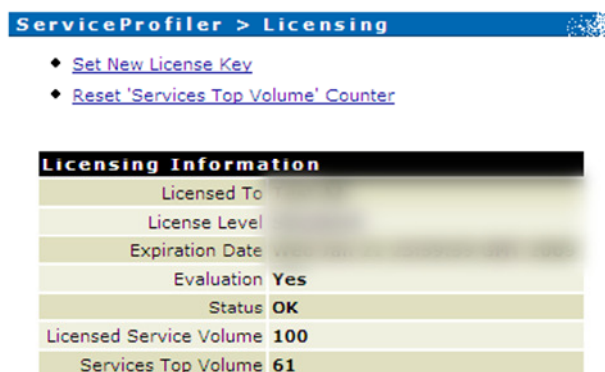 ServiceProfiler > Licensing
Set New License Key
Reset 'Services Top Volume' Counter
Licensing Information
Licensed To
License Level
Expiration Date
Evaluation Yes
Status OK
Licensed Service Volume 100
Services Top Volume 61